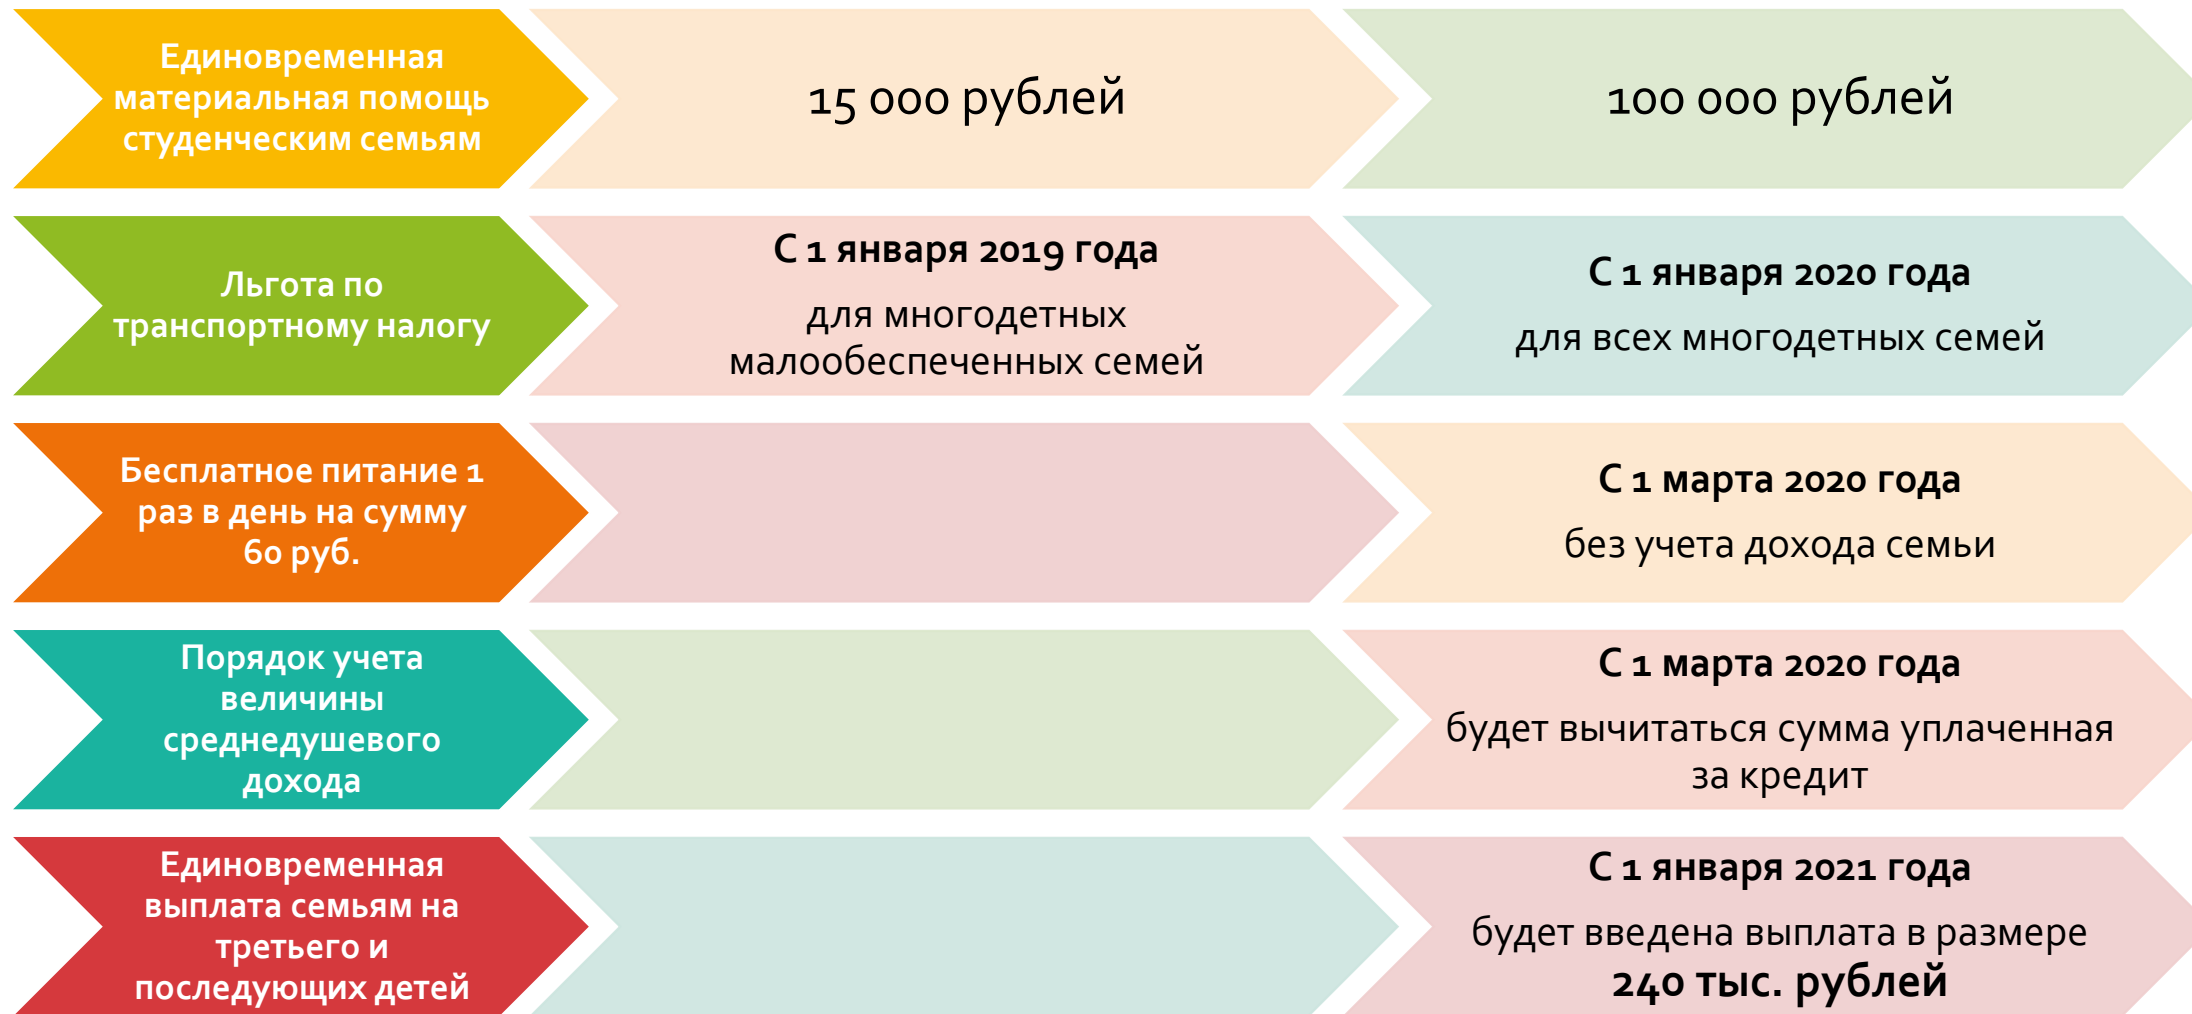 Единовременная
материальная помощь
студенческим семьям
15 000 рублей
100 000 рублей
Льгота по
транспортному налогу
С 1 января 2019 года
для многодетных
малообеспеченных семей
С 1 января 2020 года
для всех многодетных семей
Бесплатное питание 1
раз в день на сумму
60 руб.
С 1 марта 2020 года
без учета дохода семьи
Порядок учета
величины
среднедушевого
дохода
С 1 марта 2020 года
будет вычитаться сумма уплаченная
за кредит
Единовременная
выплата семьям на
третьего и
последующих детей
С 1 января 2021 года
будет введена выплата в размере
240 тыс. рублей